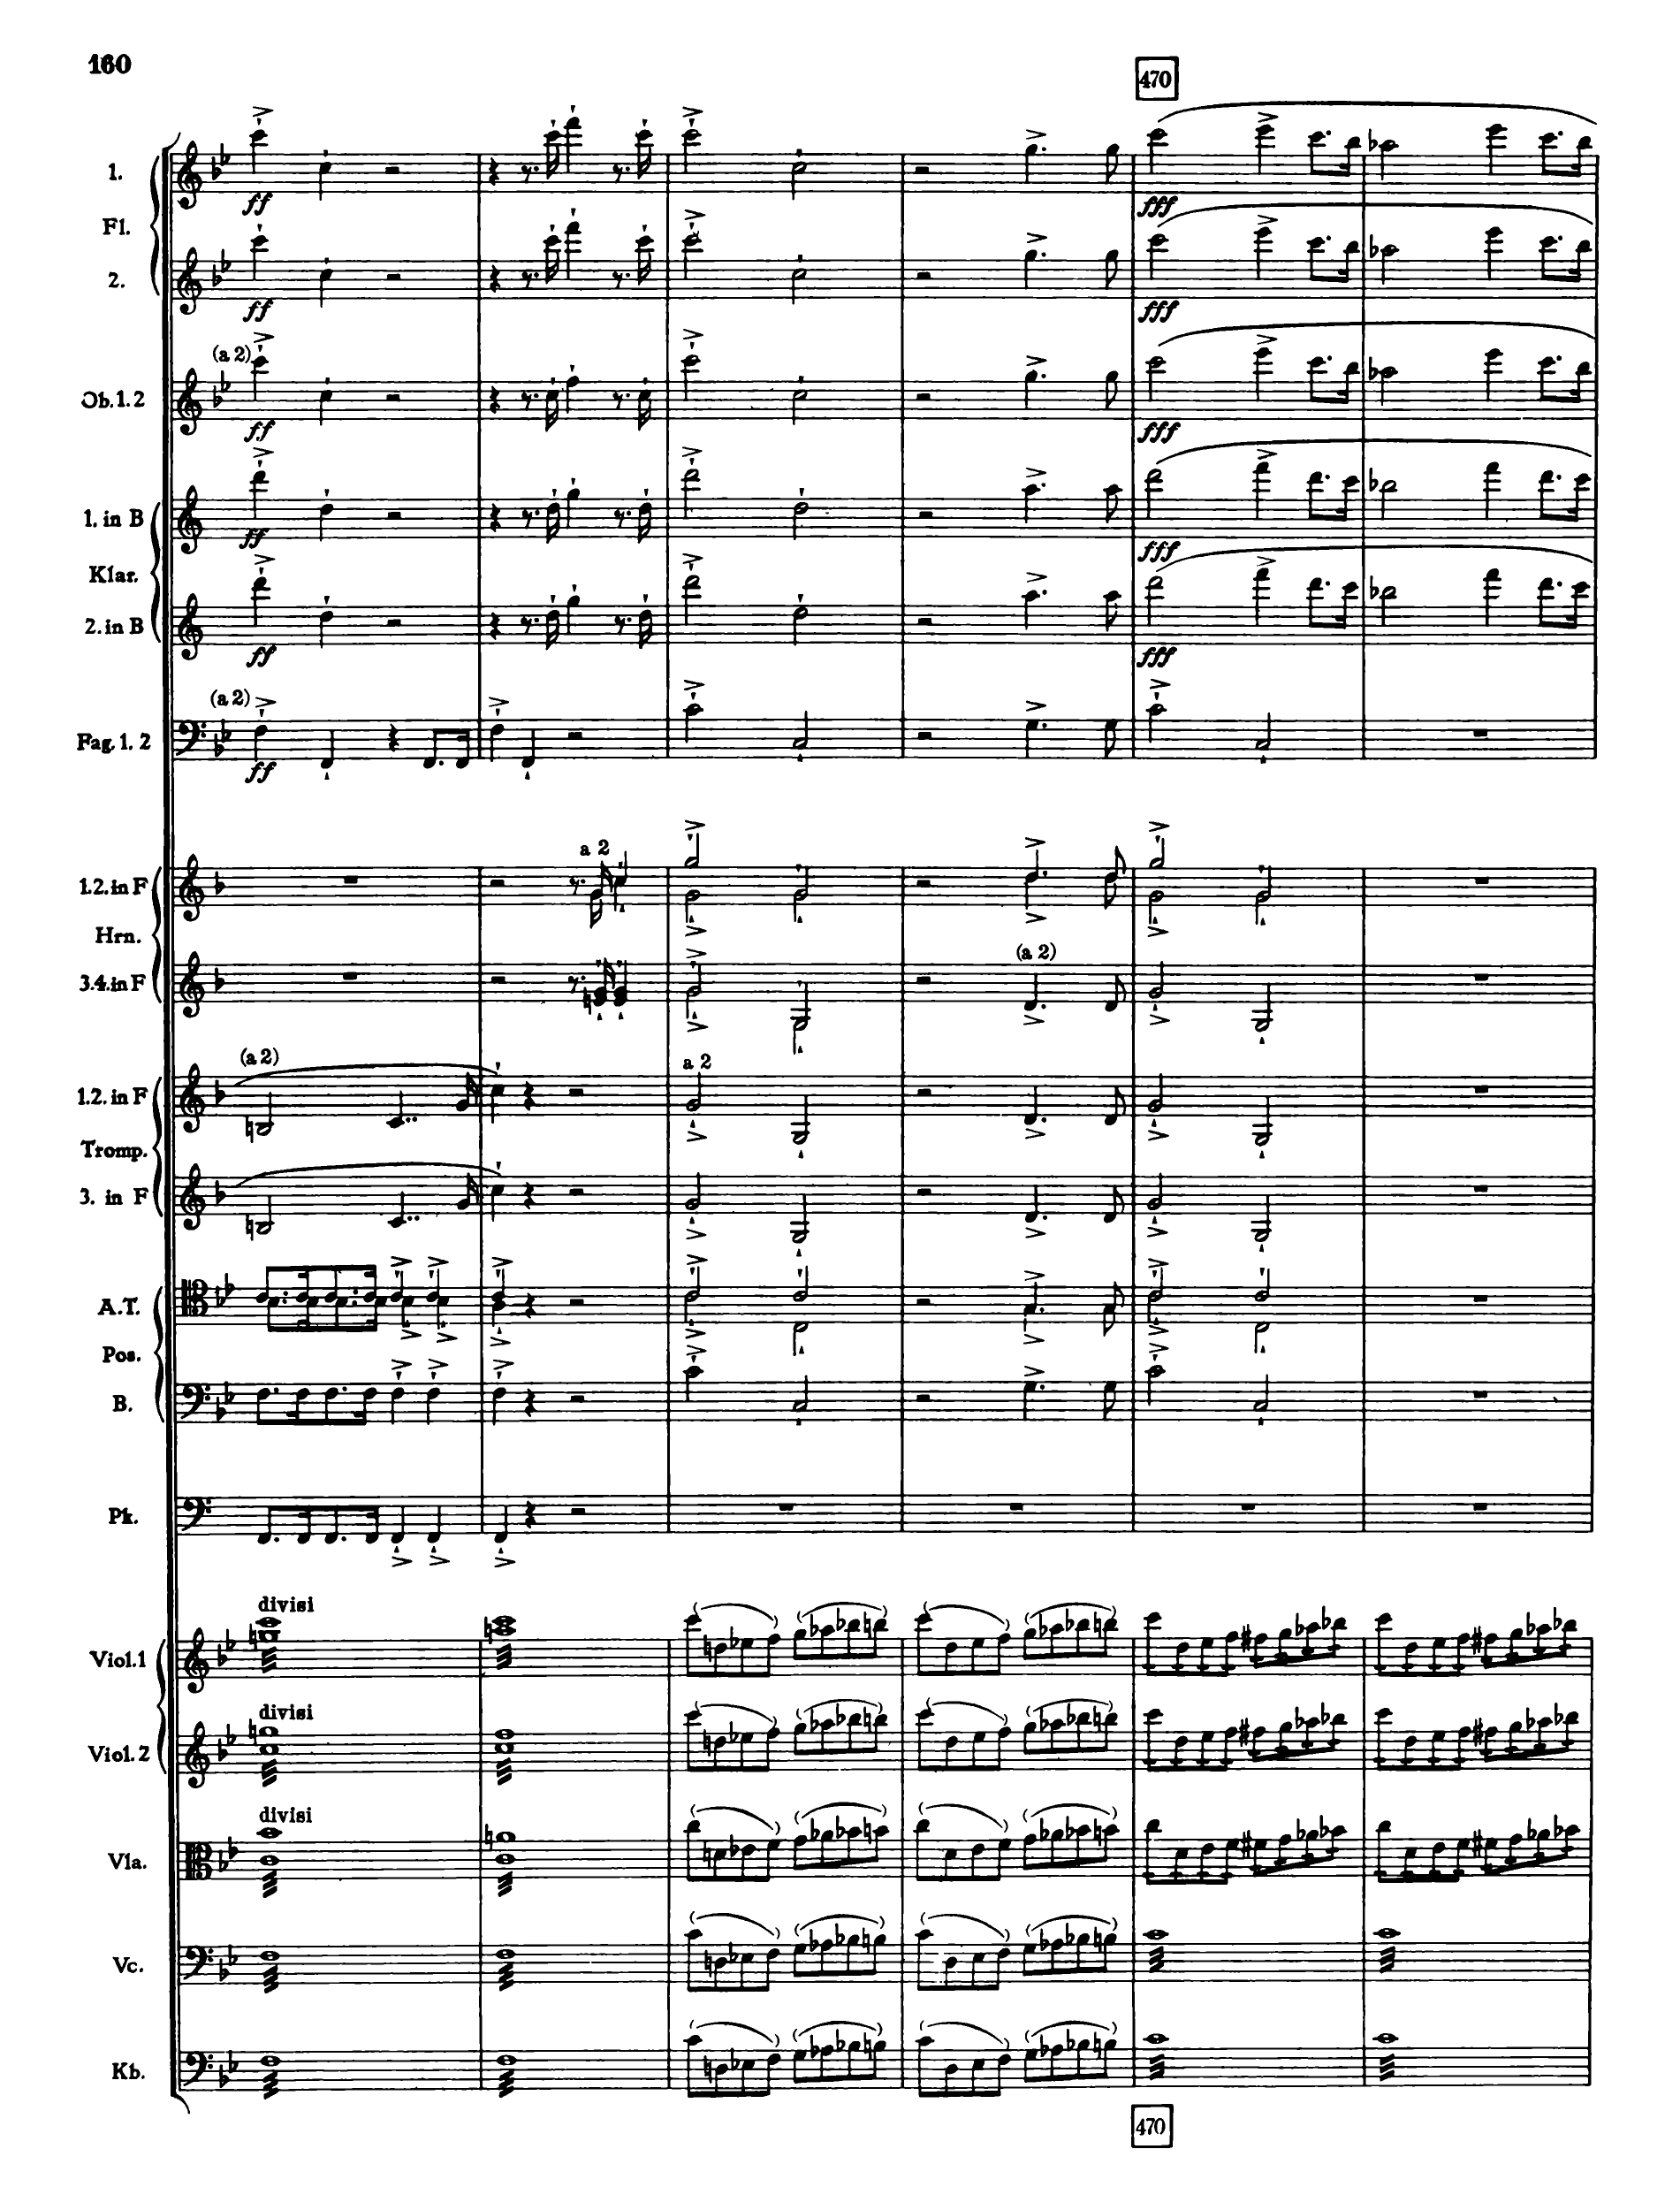 160
470
1.
Fl.
ff
fff
2.
ff
fff
(a 2)
Ob. 1. 2
ff
fff
1. in B
ff
fff
Klar.
2. in B
ff
fff
(a 2)
Fag. 1. 2
ff
a 2
1.2. in F
Hrn.
(a 2)
3.4. in F
(a 2)
a 2
1.2. in F
Tromp.
3. in F
A.T.
Pos.
B.
Pk.
divisi
Viol. 1
divisi
Viol. 2
divisi
Vla.
Vc.
Kb.
470